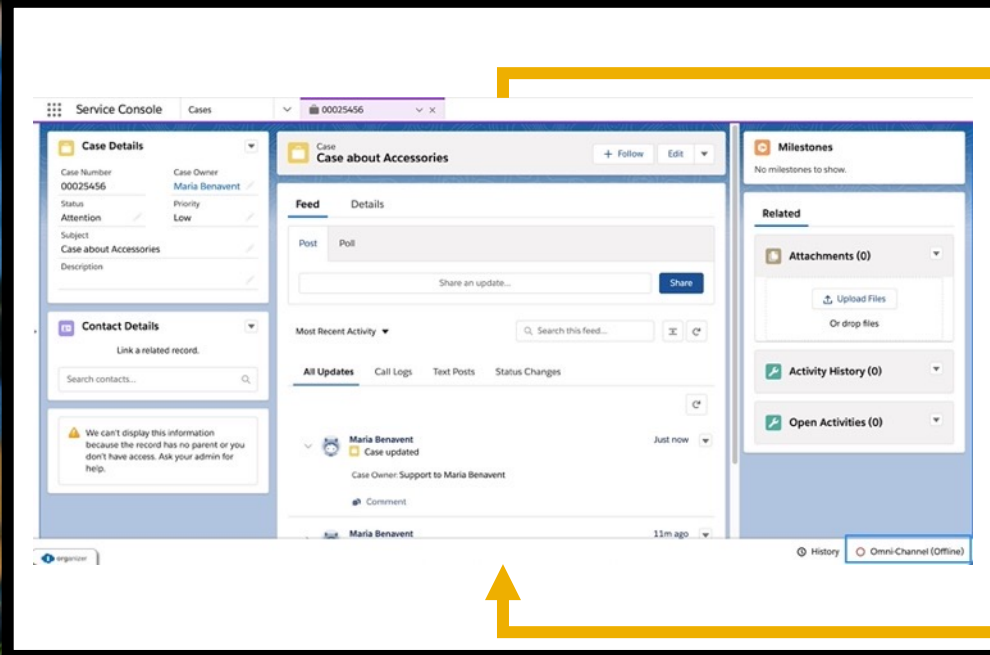 Service Console
Cases
00025456
Case Details
Case Number
Case Owner
00025456
Maria Benavent
Status
Priority
Attention
Low
Subject
Case about Accessories
Description
Contact Details
Link a related record.
Search contacts...
We can't display this information
because the record has no parent or you
don't have access. Ask your admin for
help.
Case
Case about Accessories
+ Follow
Edit
Feed
Details
Post
Poll
Share an update...
Share
Most Recent Activity
Search this feed...
All Updates
Call Logs
Text Posts
Status Changes
Maria Benavent
Just now
Case updated
Case Owner: Support to Maria Benavent
Comment
Maria Benavent
11m ago
Milestones
No milestones to show.
Related
Attachments (0)
Upload Files
Or drop files
Activity History (0)
Open Activities (0)
organizer
History
Omni-Channel (Offline)